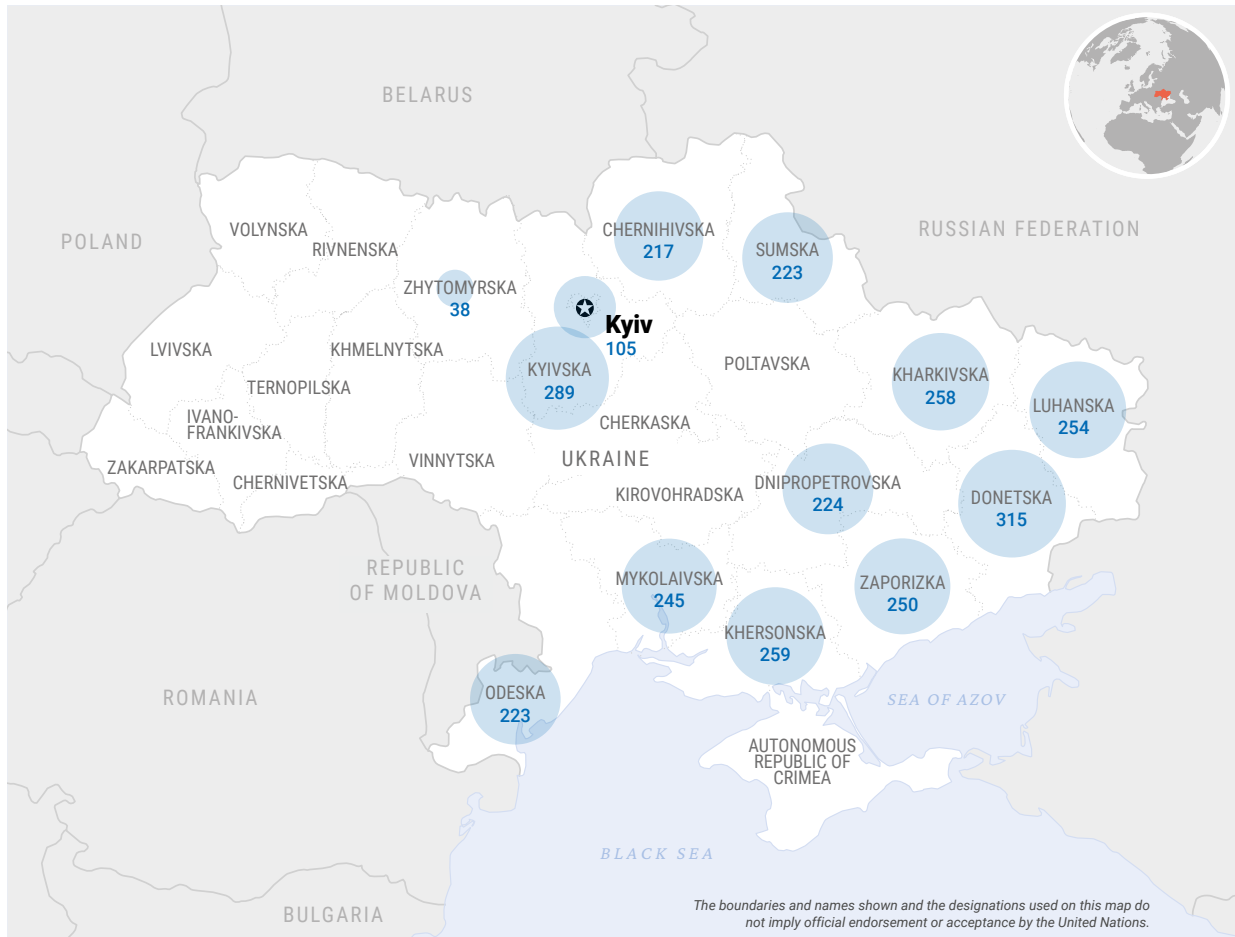 BELARUS
POLAND
RUSSIAN FEDERATION
VOLYNSKA
RIVNENSKA
CHERNIHIVSKA
217
SUMSKA
223
ZHYTOMYRSKA
38
Kyiv
105
LVIVSKA
KHMELNYTSKA
TERNOPILSKA
KYIVSKA
289
POLTAVSKA
KHARKIVSKA
258
LUHANSKA
254
IVANO-
FRANKIVSKA
CHERKASKA
ZAKARPATSKA
CHERNIVETSKA
VINNYTSKA
UKRAINE
KIROVOHRADSKA
DNIPROPETROVSKA
224
DONETSKA
315
REPUBLIC
OF MOLDOVA
MYKOLAIVSKA
245
ZAPORIZKA
250
KHERSONSKA
259
ROMANIA
ODESKA
223
SEA OF AZOV
AUTONOMOUS
REPUBLIC OF
CRIMEA
BLACK SEA
BULGARIA
The boundaries and names shown and the designations used on this map do
not imply official endorsement or acceptance by the United Nations.